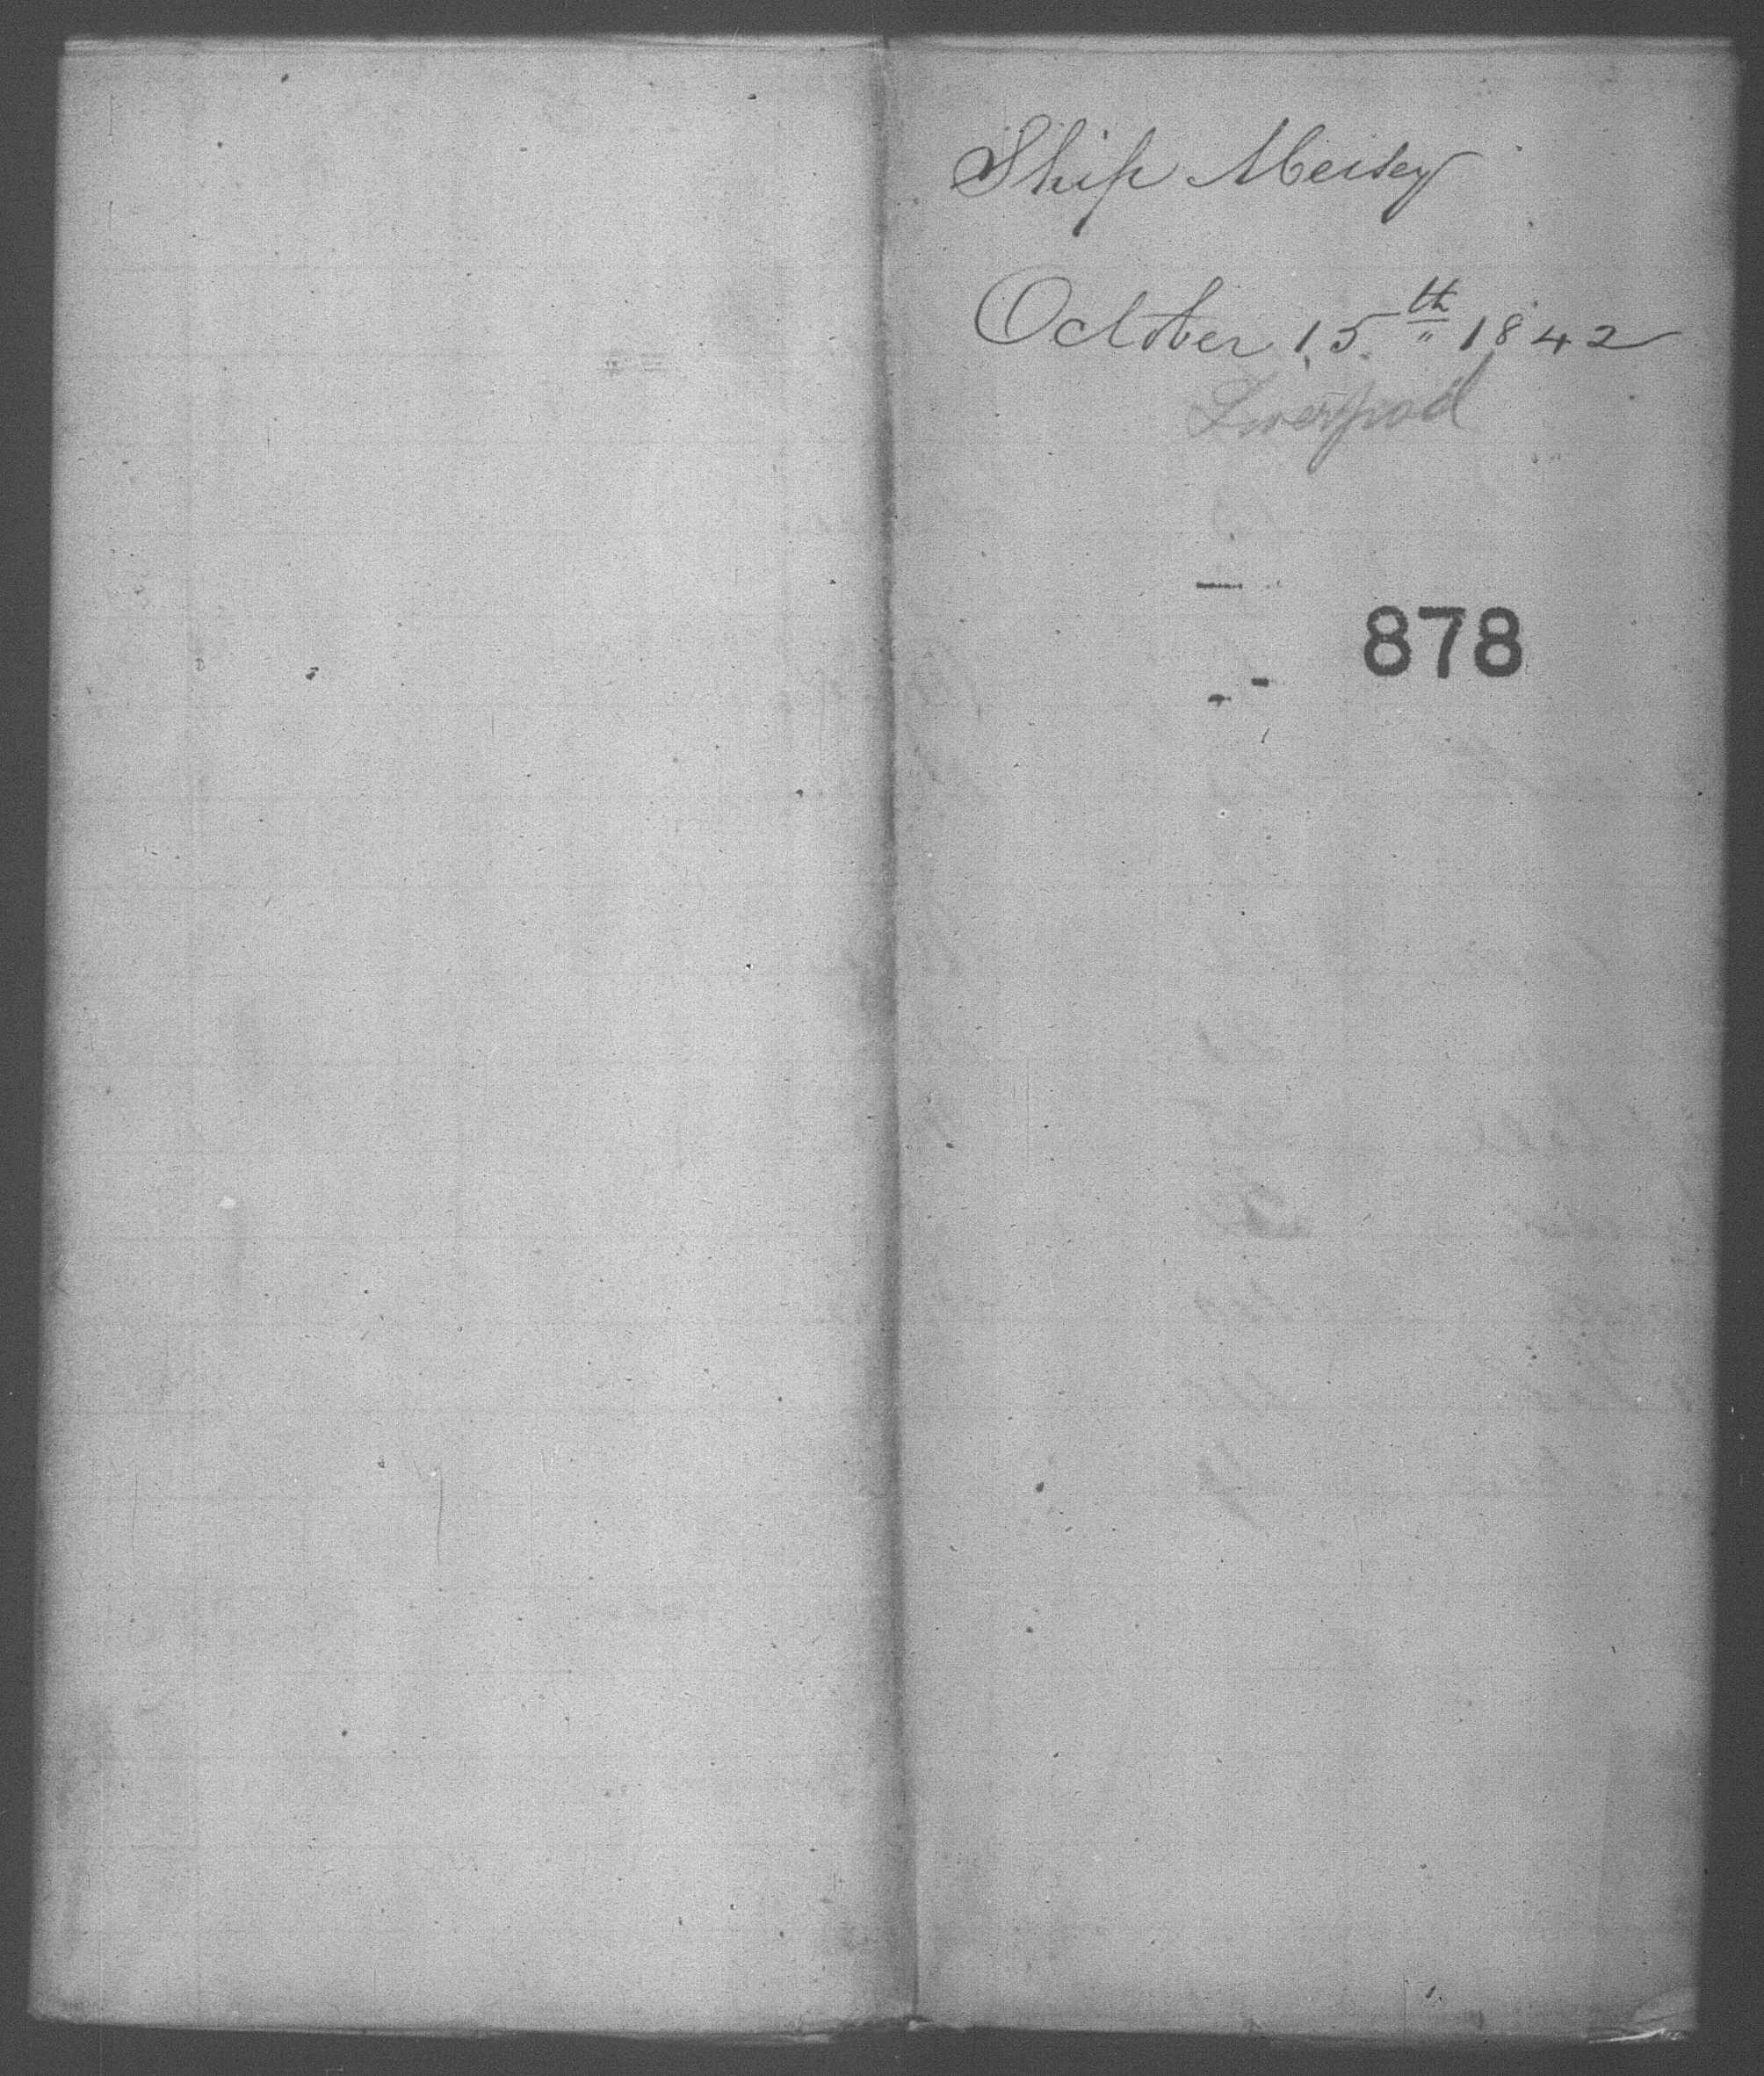 Ship Mersey
October 15th 1842
Liverpool
878